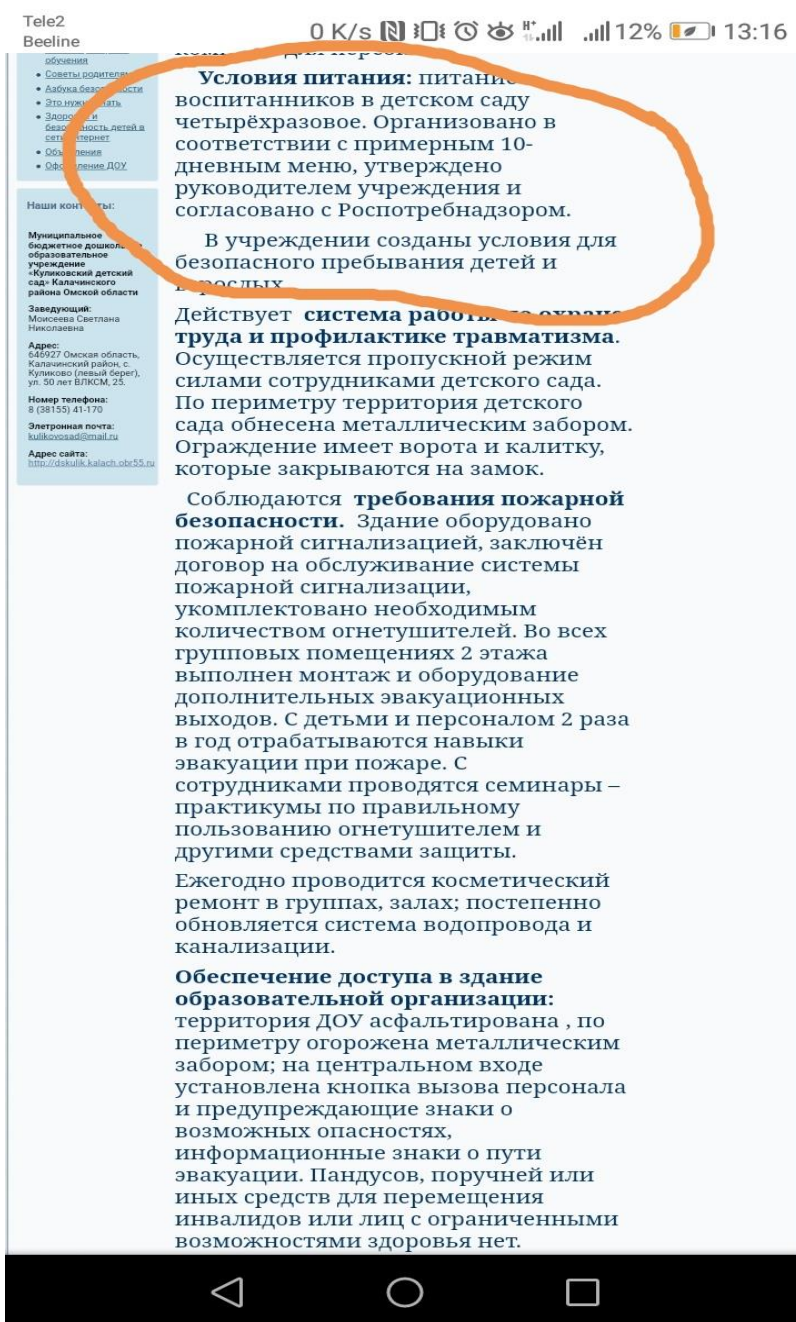 Tele2
Beeline
0 K/s
12%
13:16
обучения
• Советы родителям
• Азбука безопасности
• Это нужно знать
• Здоровье и
безопасность детей в
сети интернет
• Объявления
• Оформление ДОУ
Наши контакты:
Муниципальное
бюджетное дошкольное
образовательное
учреждение
«Куликовский детский
сад» Калачинского
района Омской области
Заведующий:
Моисеева Светлана
Николаевна
Адрес:
646927 Омская область,
Калачинский район, с.
Куликово (левый берег),
ул. 50 лет ВЛКСМ, 25.
Номер телефона:
8 (38155) 41-170
Элетронная почта:
kulikovosad@mail.ru
Адрес сайта:
http://dskulik.kalach.obr55.ru
Условия питания: питание
воспитанников в детском саду
четырёхразовое. Организовано в
соответствии с примерным 10-
дневным меню, утверждено
руководителем учреждения и
согласовано с Роспотребнадзором.
В учреждении созданы условия для
безопасного пребывания детей и
взрослых
Действует система работы по охране
труда и профилактике травматизма.
Осуществляется пропускной режим
силами сотрудниками детского сада.
По периметру территория детского
сада обнесена металлическим забором.
Ограждение имеет ворота и калитку,
которые закрываются на замок.
Соблюдаются требования пожарной
безопасности. Здание оборудовано
пожарной сигнализацией, заключён
договор на обслуживание системы
пожарной сигнализации,
укомплектовано необходимым
количеством огнетушителей. Во всех
групповых помещениях 2 этажа
выполнен монтаж и оборудование
дополнительных эвакуационных
выходов. С детьми и персоналом 2 раза
в год отрабатываются навыки
эвакуации при пожаре. С
сотрудниками проводятся семинары –
практикумы по правильному
пользованию огнетушителем и
другими средствами защиты.
Ежегодно проводится косметический
ремонт в группах, залах; постепенно
обновляется система водопровода и
канализации.
Обеспечение доступа в здание
образовательной организации:
территория ДОУ асфальтирована , по
периметру огорожена металлическим
забором; на центральном входе
установлена кнопка вызова персонала
и предупреждающие знаки о
возможных опасностях,
информационные знаки о пути
эвакуации. Пандусов, поручней или
иных средств для перемещения
инвалидов или лиц с ограниченными
возможностями здоровья нет.